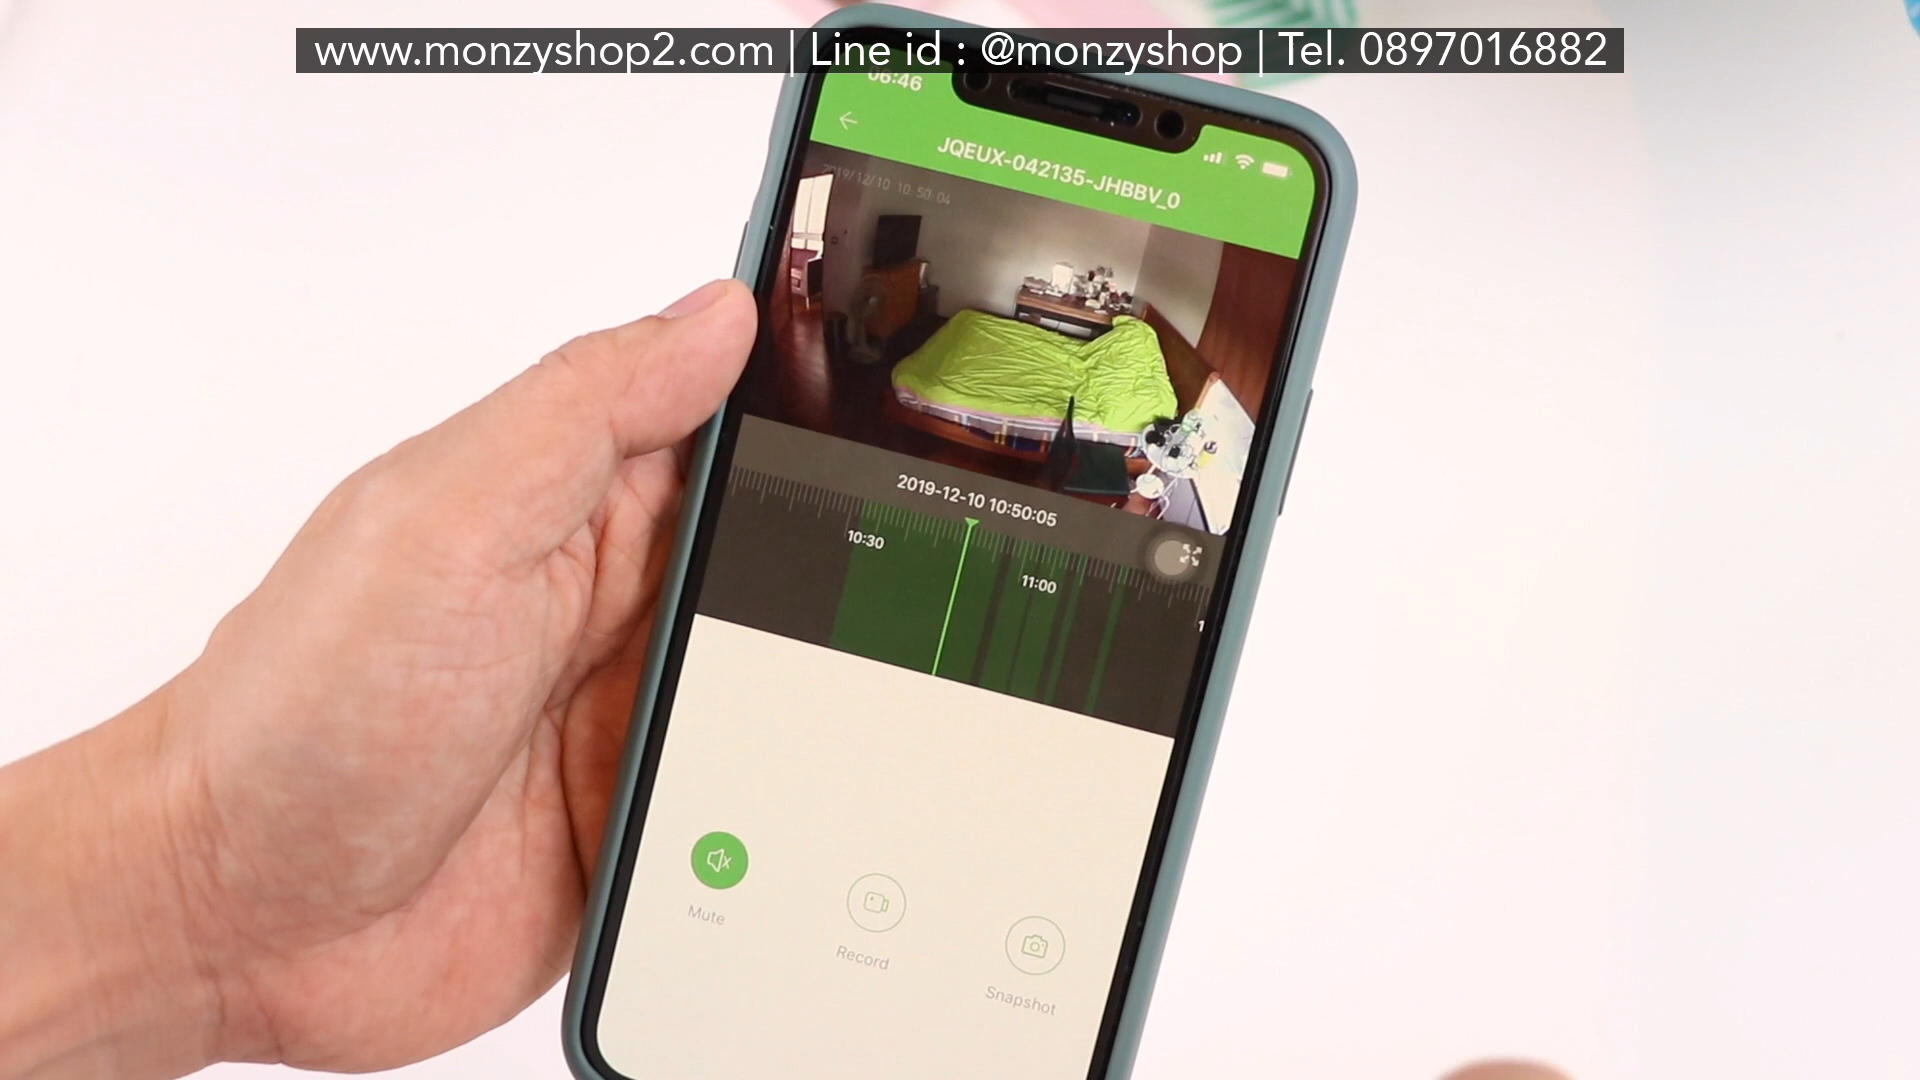 www.monzyshop2.com | Line id : @monzyshop | Tel. 0897016882
06:46
JQEUX-042135-JHBBV_0
2019/12/10 10:50:04
2019-12-10 10:50:05
10:30
11:00
1
Mute
Record
Snapshot